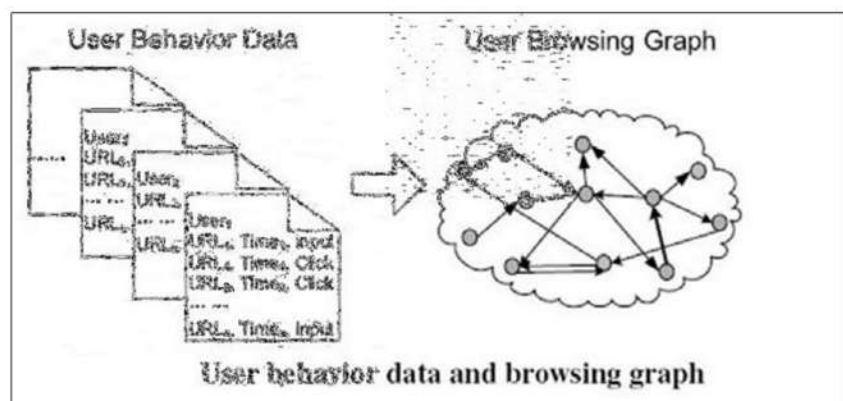 User Behavior Data
User Browsing Graph
User
URL
URL
URL
User
URL
URL
User
URL, Time, Input
URL, Time, Click
URL, Time, Click
URL, Time, Input
User behavior data and browsing graph